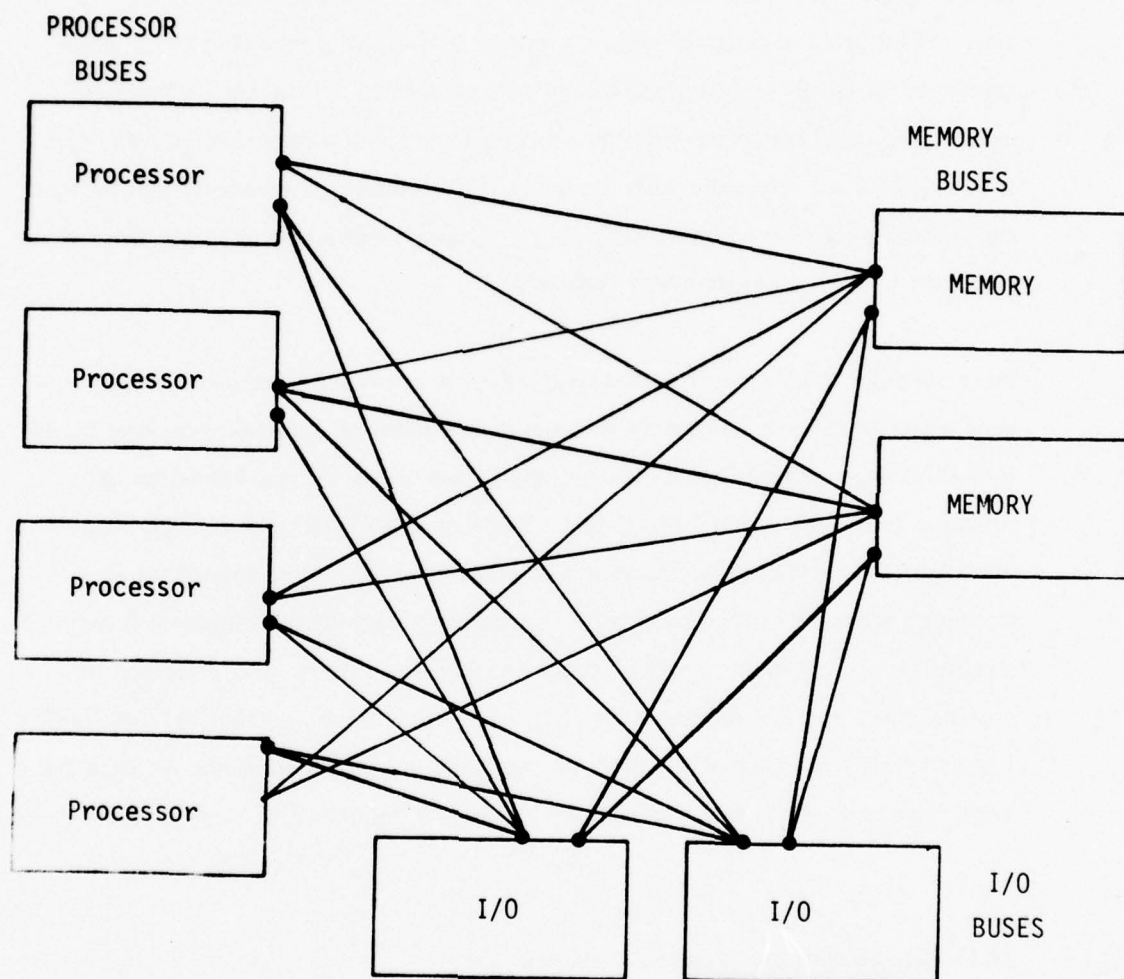 PROCESSOR
BUSES
Processor
MEMORY
BUSES
MEMORY
Processor
MEMORY
Processor
Processor
I/O
I/O
I/O
BUSES